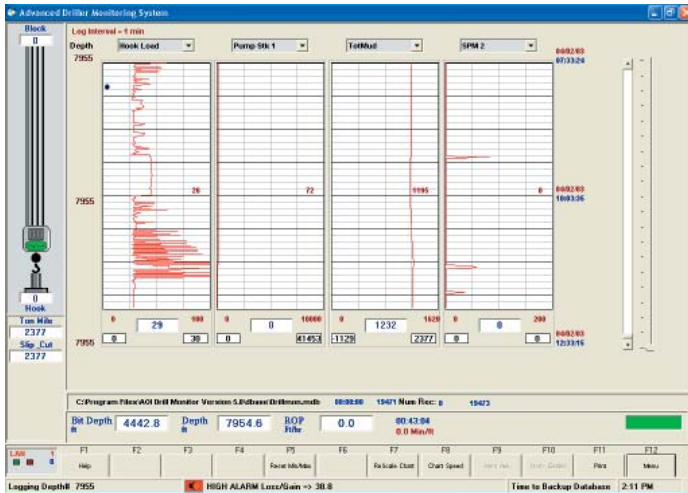 Advanced Driller Monitoring System
Block
0
Log Interval = 1 min
Depth Hook Load Pump Stk 1 TotMud SPM 2
7955
04/02/03
07:33:24
26 72 1195 0
04/02/03
10:03:36
7955
0
Hook
Ton Mile
2377
Slip_Cut
2377
0 29 100 0 0 10000 0 1232 1620 0 0 200
7955 0 30 0 41453 -1129 2377 0 0
04/02/03
12:33:16
C:\Program Files\AOI Drill Monitor Version 5.0\dbase\Drillmon.mdb 00:00:00 19471 Num Rec: 0 19473
Bit Depth ft 4442.8 Depth ft 7954.6 ROP Ft/hr 0.0 00:43:04
0.0 Min/ft
LAN 1
0
F1 F2 F3 F4 F5 F6 F7 F8 F9 F10 F11 F12
Help Reset Min/Max ReScale Chart Chart Speed Print Menu
Logging Depth# 7955 HIGH ALARM Loss/Gain => 38.8 Time to Backup Database 2:11 PM